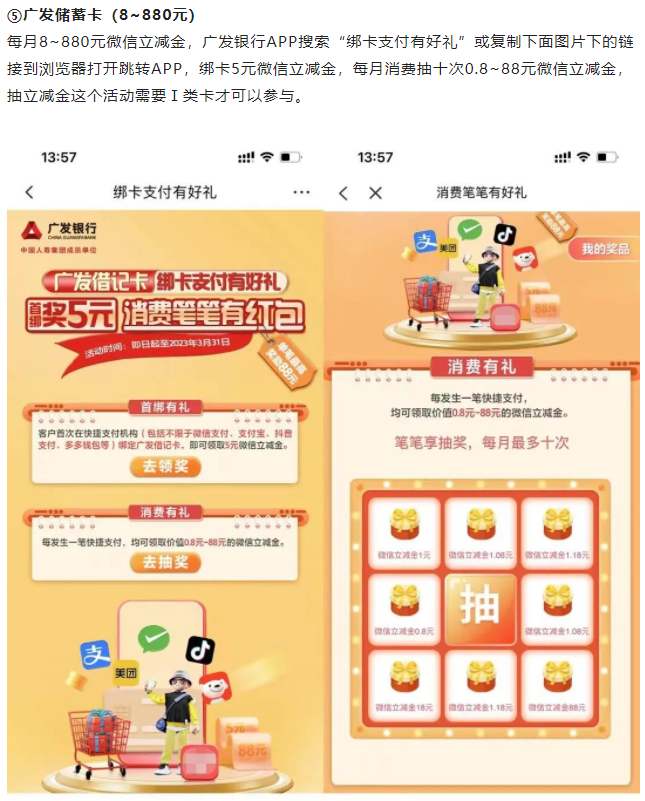 ⑤广发储蓄卡（8~880元）
每月8~880元微信立减金，广发银行APP搜索“绑卡支付有好礼”或复制下面图片下的链
接到浏览器打开跳转APP，绑卡5元微信立减金，每月消费抽十次0.8~88元微信立减金，
抽立减金这个活动需要Ⅰ类卡才可以参与。
13:57
绑卡支付有好礼
广发银行
CHINA GUANGFA BANK
中国人寿集团成员单位
广发借记卡 绑卡支付有好礼
首绑奖5元 消费笔笔有红包
活动时间：即日起至2023年3月31日
单笔最高
奖励88元
首绑有礼
客户首次在快捷支付机构（包括不限于微信支付、支付宝、抖音
支付、多多钱包等）绑定广发借记卡，即可领取5元微信立减金。
去领奖
消费有礼
每发生一笔快捷支付，均可领取价值0.8元~88元的微信立减金。
去抽奖
支
美团
88元
13:57
消费笔笔有好礼
奖励88元
我的奖品
支
美团
消费有礼
每发生一笔快捷支付，
均可领取价值0.8元~88元的微信立减金。
笔笔享抽奖，每月最多十次
微信立减金1元
微信立减金1.08元
微信立减金1.18元
微信立减金0.8元
抽
微信立减金1.08元
微信立减金18元
微信立减金1.18元
微信立减金88元